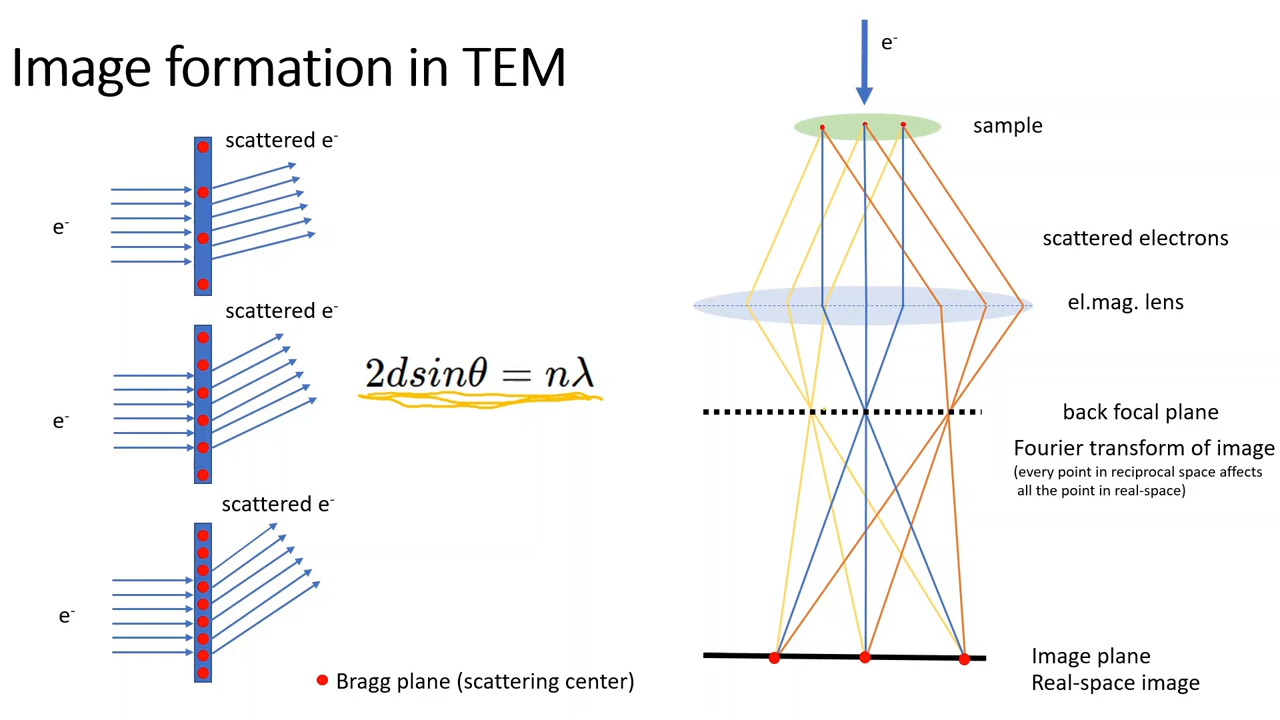 Image formation in TEM
scattered e⁻
e⁻
scattered e⁻
e⁻
scattered e⁻
e⁻
2dsinθ = nλ
Bragg plane (scattering center)
e⁻
sample
scattered electrons
el.mag. lens
back focal plane
Fourier transform of image
(every point in reciprocal space affects
all the point in real-space)
Image plane
Real-space image